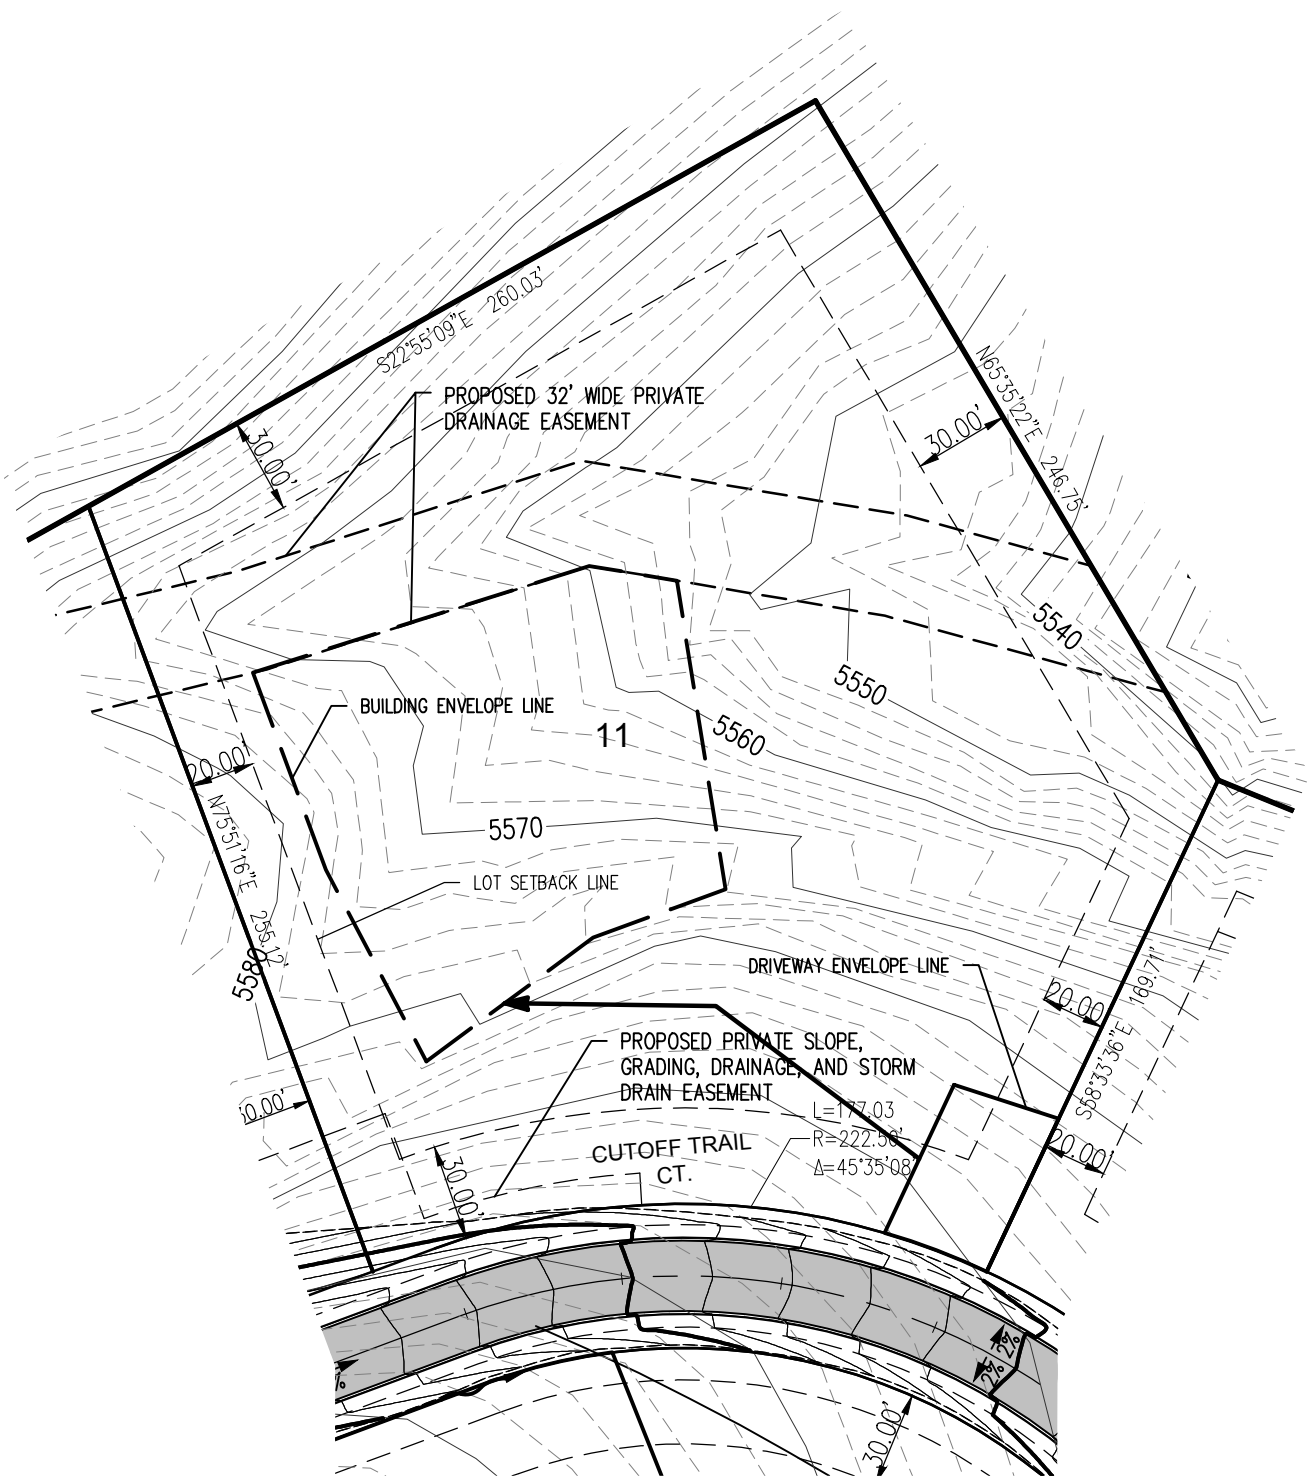 S22°55'09"E 260.03'
PROPOSED 32' WIDE PRIVATE
DRAINAGE EASEMENT
30.00'
30.00'
N65°35'22"E 246.75'
5540
5550
5560
BUILDING ENVELOPE LINE
11
20.00'
N75°51'16"E 255.12'
5570
LOT SETBACK LINE
5580
DRIVEWAY ENVELOPE LINE
20.00'
S58°33'36"E 169.71'
PROPOSED PRIVATE SLOPE,
GRADING, DRAINAGE, AND STORM
DRAIN EASEMENT
L=177.03
R=222.50'
Δ=45°35'08"
CUTOFF TRAIL
CT.
30.00'
20.00'
2%
2%
30.00'